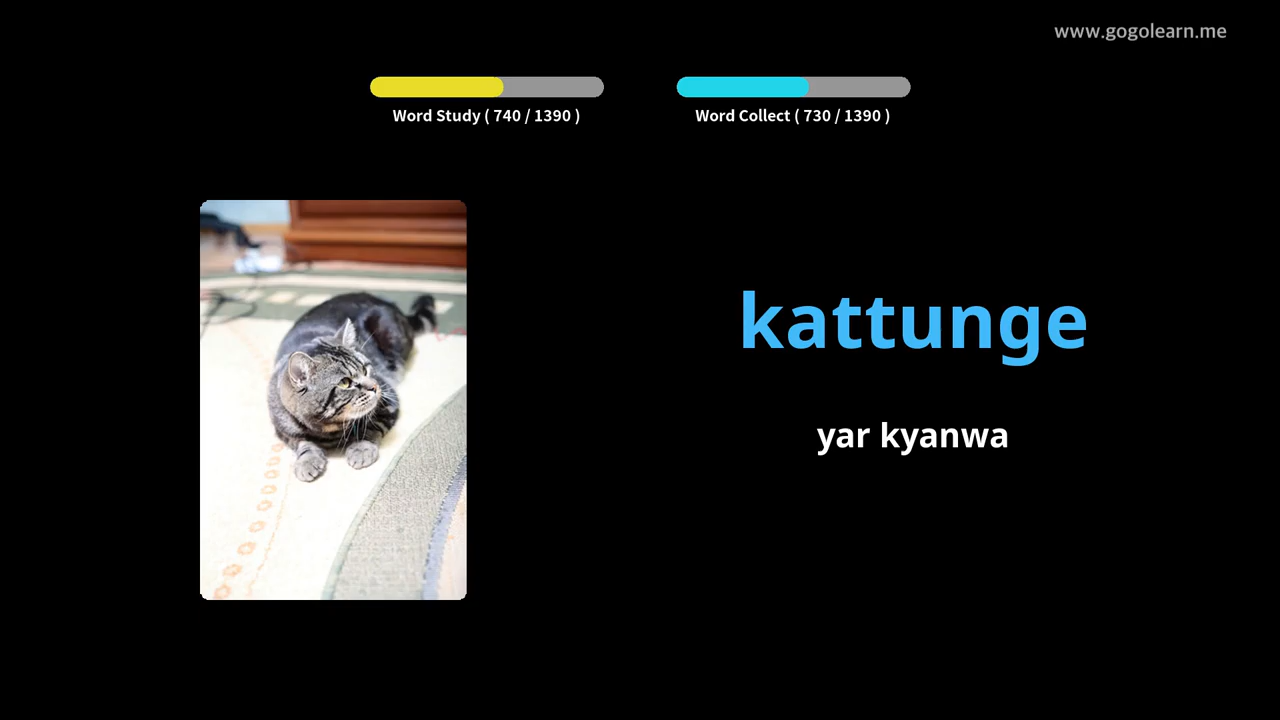 www.gogolearn.me
Word Study ( 740 / 1390 )
Word Collect ( 730 / 1390 )
kattunge
yar kyanwa